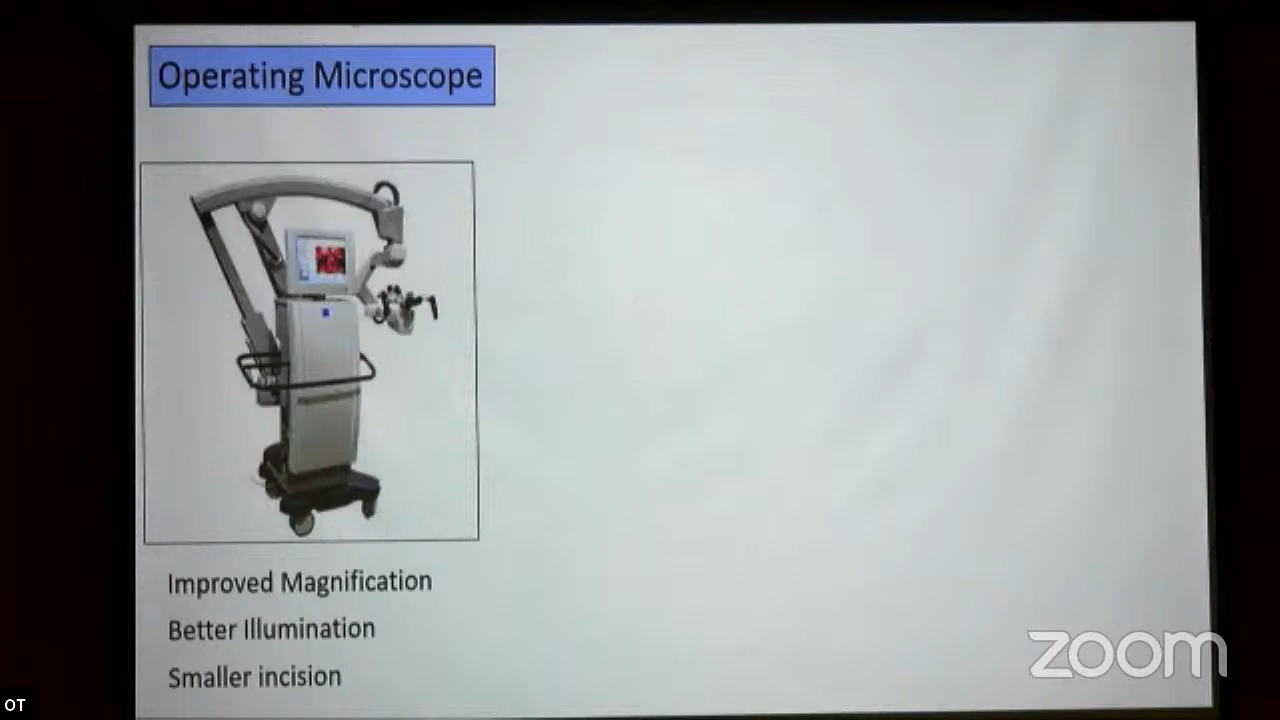 Operating Microscope
Improved Magnification
Better Illumination
Smaller incision
zoom
OT